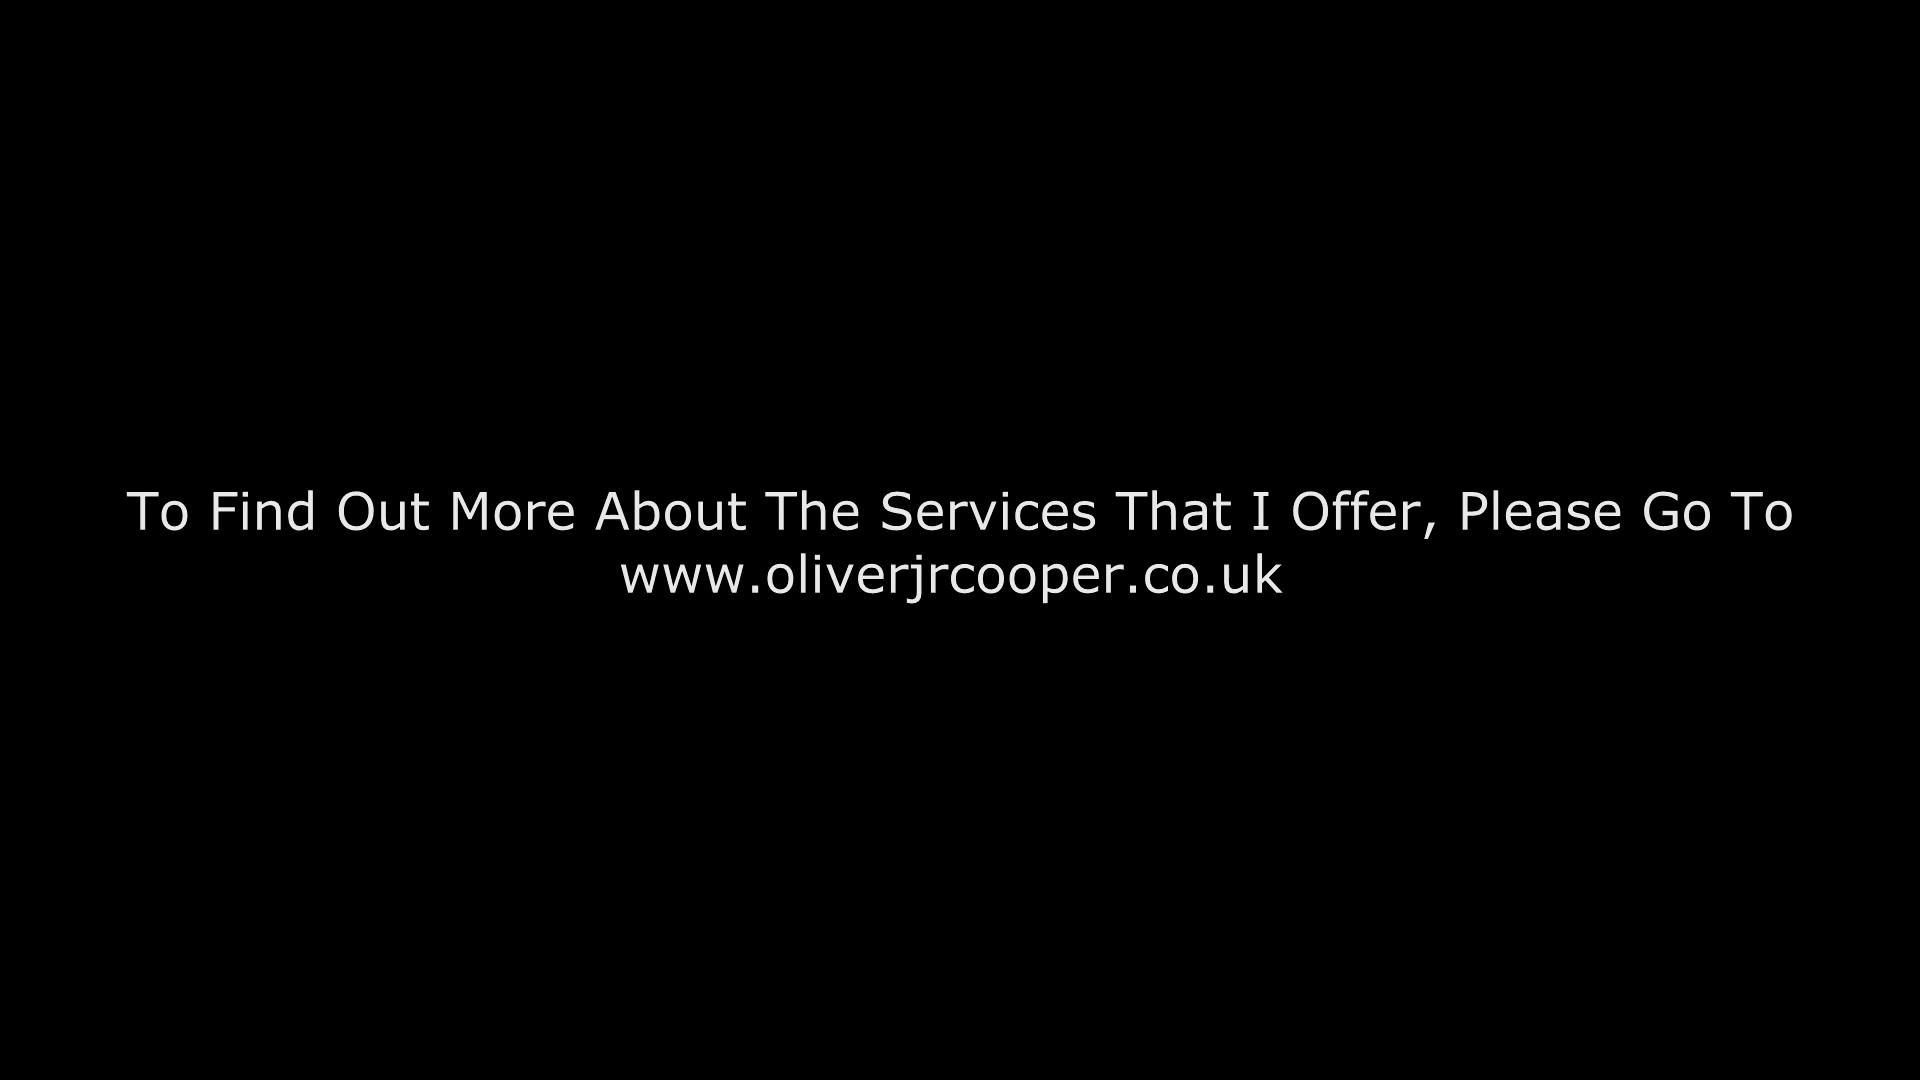 To Find Out More About The Services That I Offer, Please Go To
www.oliverjrcooper.co.uk